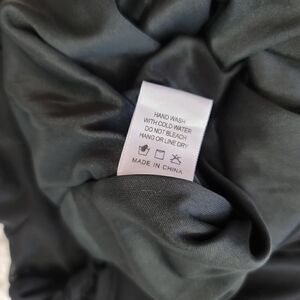 HAND WASH
WITH COLD WATER
DO NOT BLEACH
HANG OR LINE DRY
MADE IN CHINA